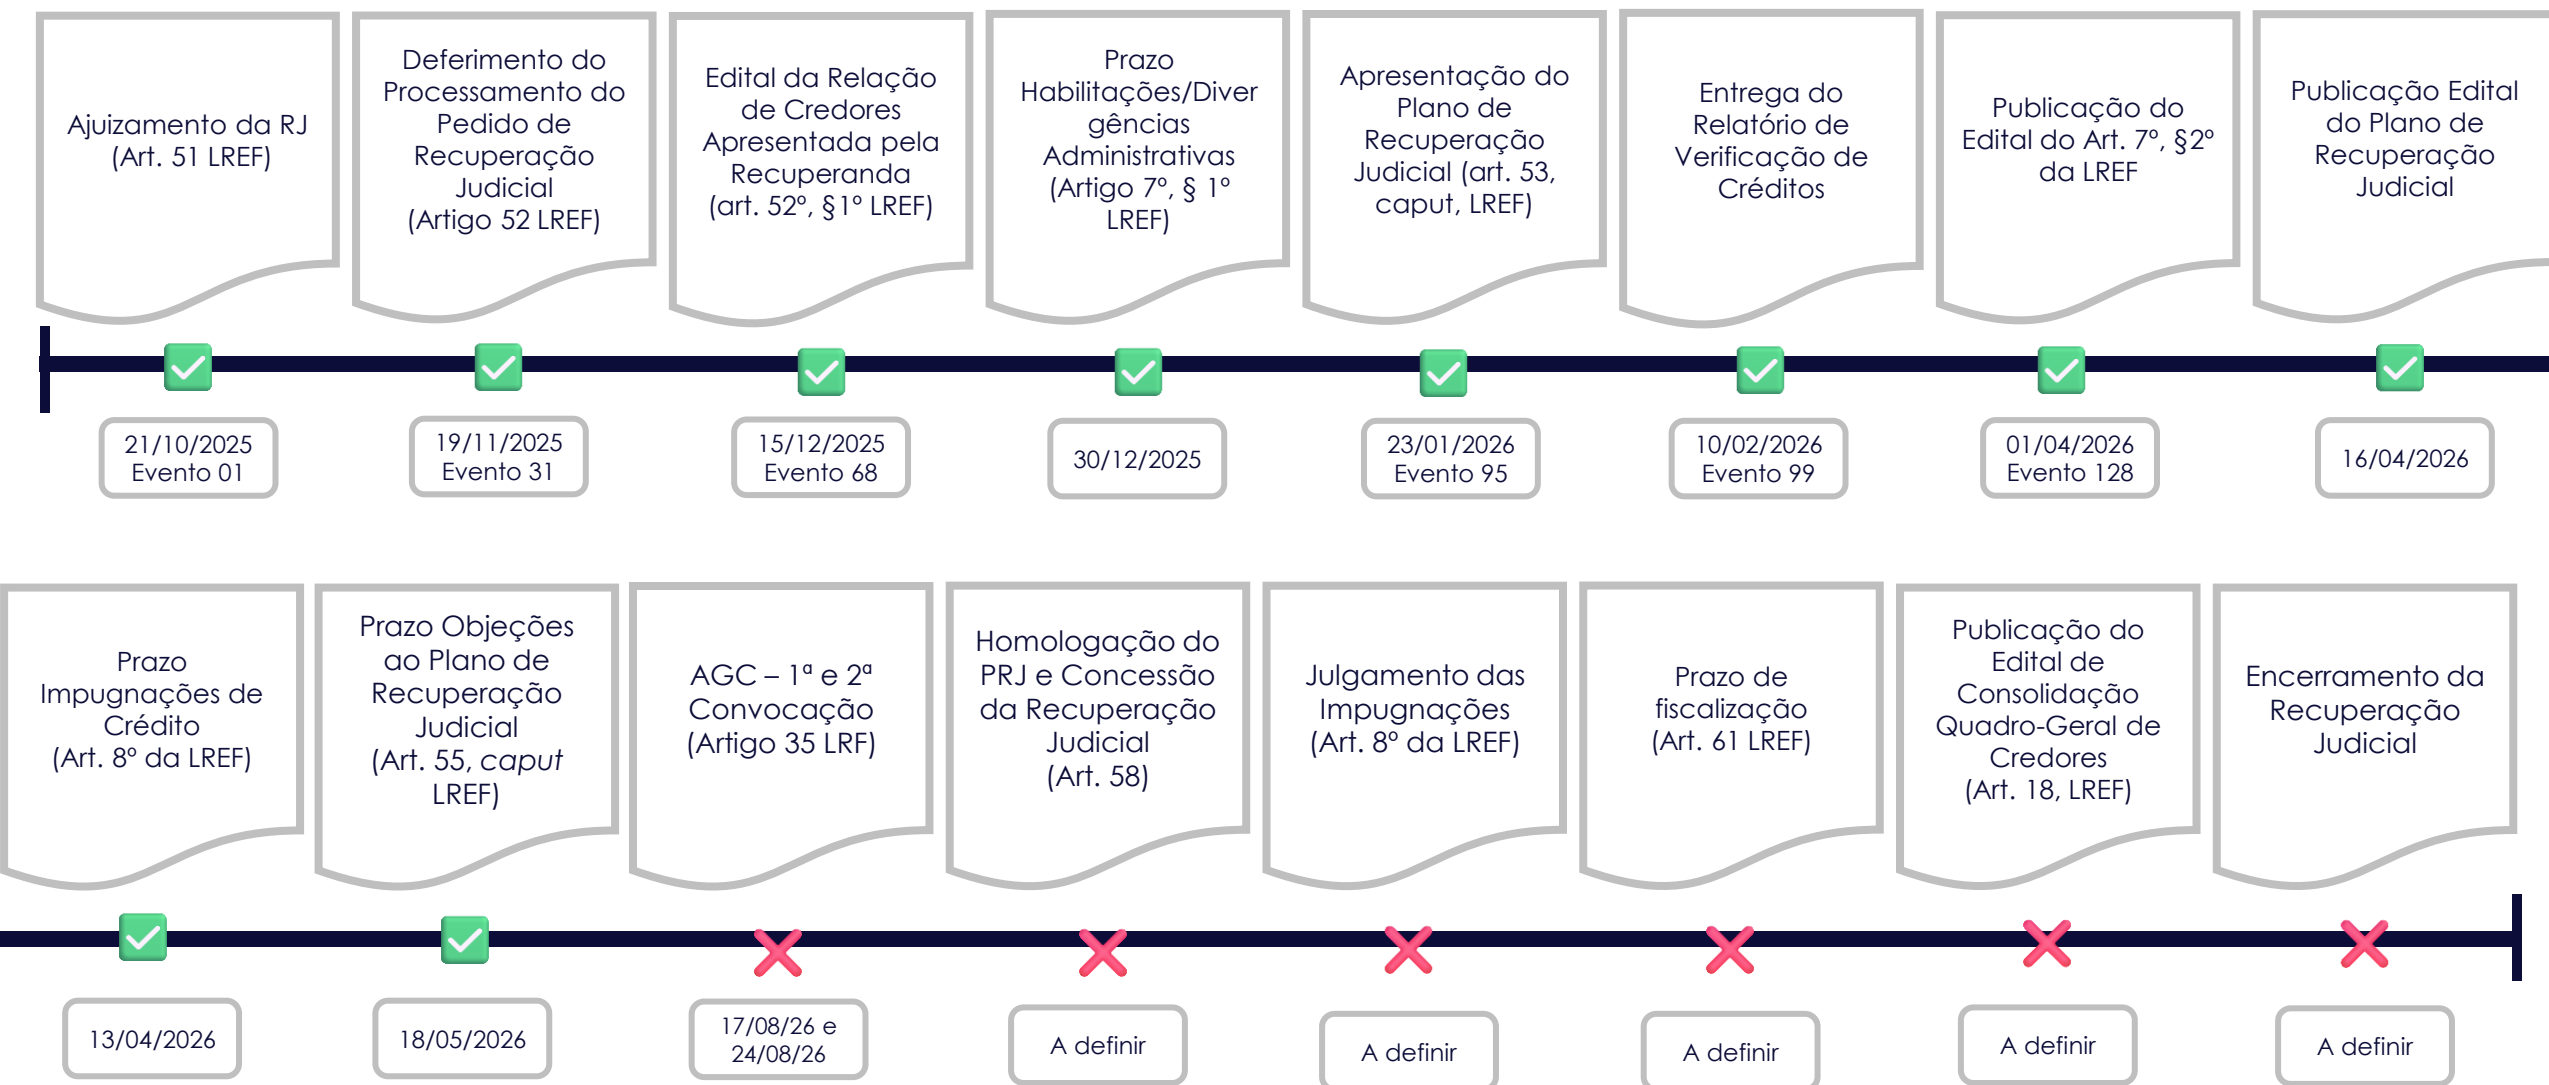 Ajuizamento da RJ
(Art. 51 LREF)
Deferimento do
Processamento do
Pedido de
Recuperação
Judicial
(Artigo 52 LREF)
Edital da Relação
de Credores
Apresentada pela
Recuperanda
(art. 52º, §1º LREF)
Prazo
Habilitações/Diver
gências
Administrativas
(Artigo 7º, § 1º
LREF)
Apresentação do
Plano de
Recuperação
Judicial (art. 53,
caput, LREF)
Entrega do
Relatório de
Verificação de
Créditos
Publicação do
Edital do Art. 7º, §2º
da LREF
Publicação Edital
do Plano de
Recuperação
Judicial
21/10/2025
Evento 01
19/11/2025
Evento 31
15/12/2025
Evento 68
30/12/2025
23/01/2026
Evento 95
10/02/2026
Evento 99
01/04/2026
Evento 128
16/04/2026
Prazo
Impugnações de
Crédito
(Art. 8º da LREF)
Prazo Objeções
ao Plano de
Recuperação
Judicial
(Art. 55, caput
LREF)
AGC – 1ª e 2ª
Convocação
(Artigo 35 LRF)
Homologação do
PRJ e Concessão
da Recuperação
Judicial
(Art. 58)
Julgamento das
Impugnações
(Art. 8º da LREF)
Prazo de
fiscalização
(Art. 61 LREF)
Publicação do
Edital de
Consolidação
Quadro-Geral de
Credores
(Art. 18, LREF)
Encerramento da
Recuperação
Judicial
13/04/2026
18/05/2026
17/08/26 e
24/08/26
A definir
A definir
A definir
A definir
A definir